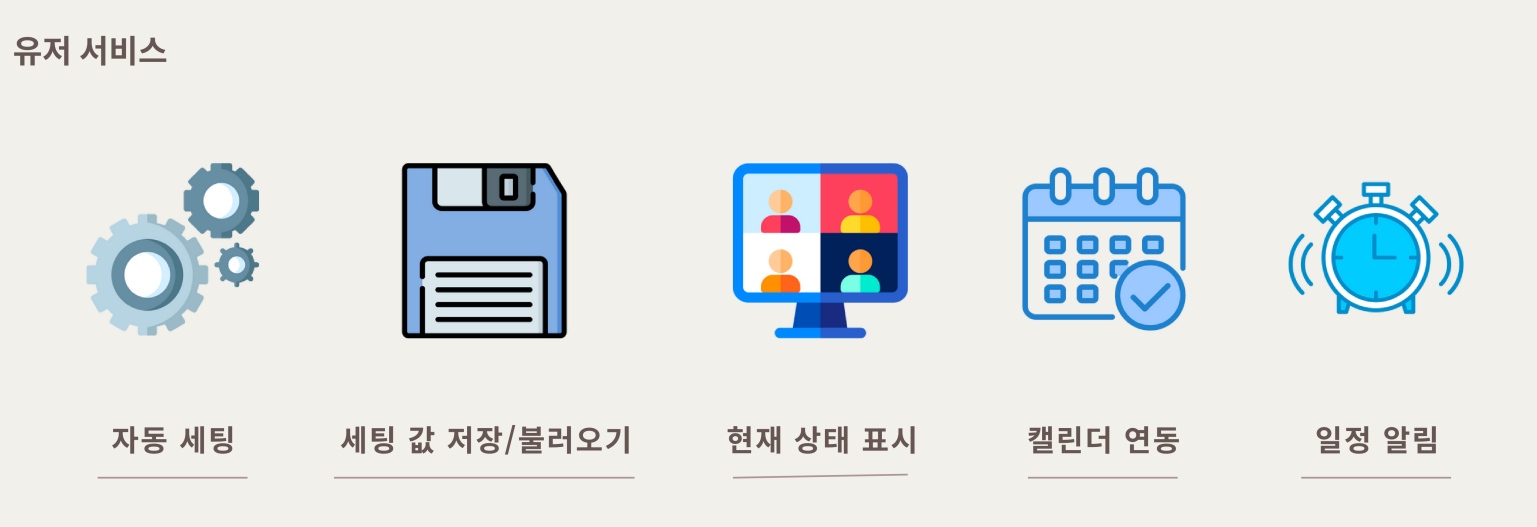 유저 서비스
자동 세팅
세팅 값 저장/불러오기
현재 상태 표시
캘린더 연동
일정 알림